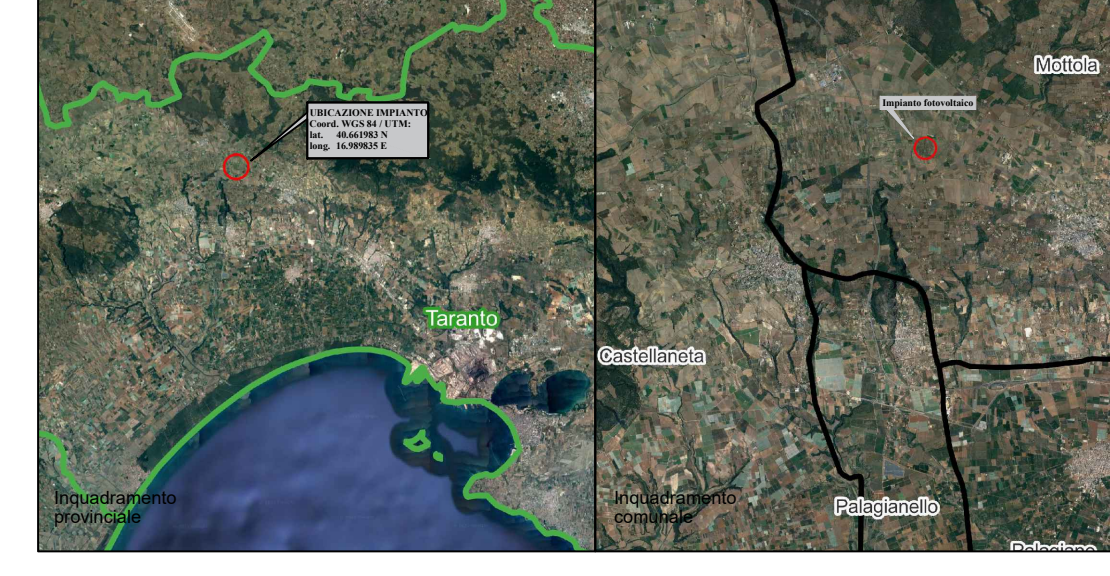 UBICAZIONE IMPIANTO
Coord. WGS 84 / UTM:
lat. 40.661983 N
long. 16.989835 E
Taranto
Inquadramento
provinciale
Mottola
Impianto fotovoltaico
Castellaneta
Palagianello
Inquadramento
comunale
Palagiano